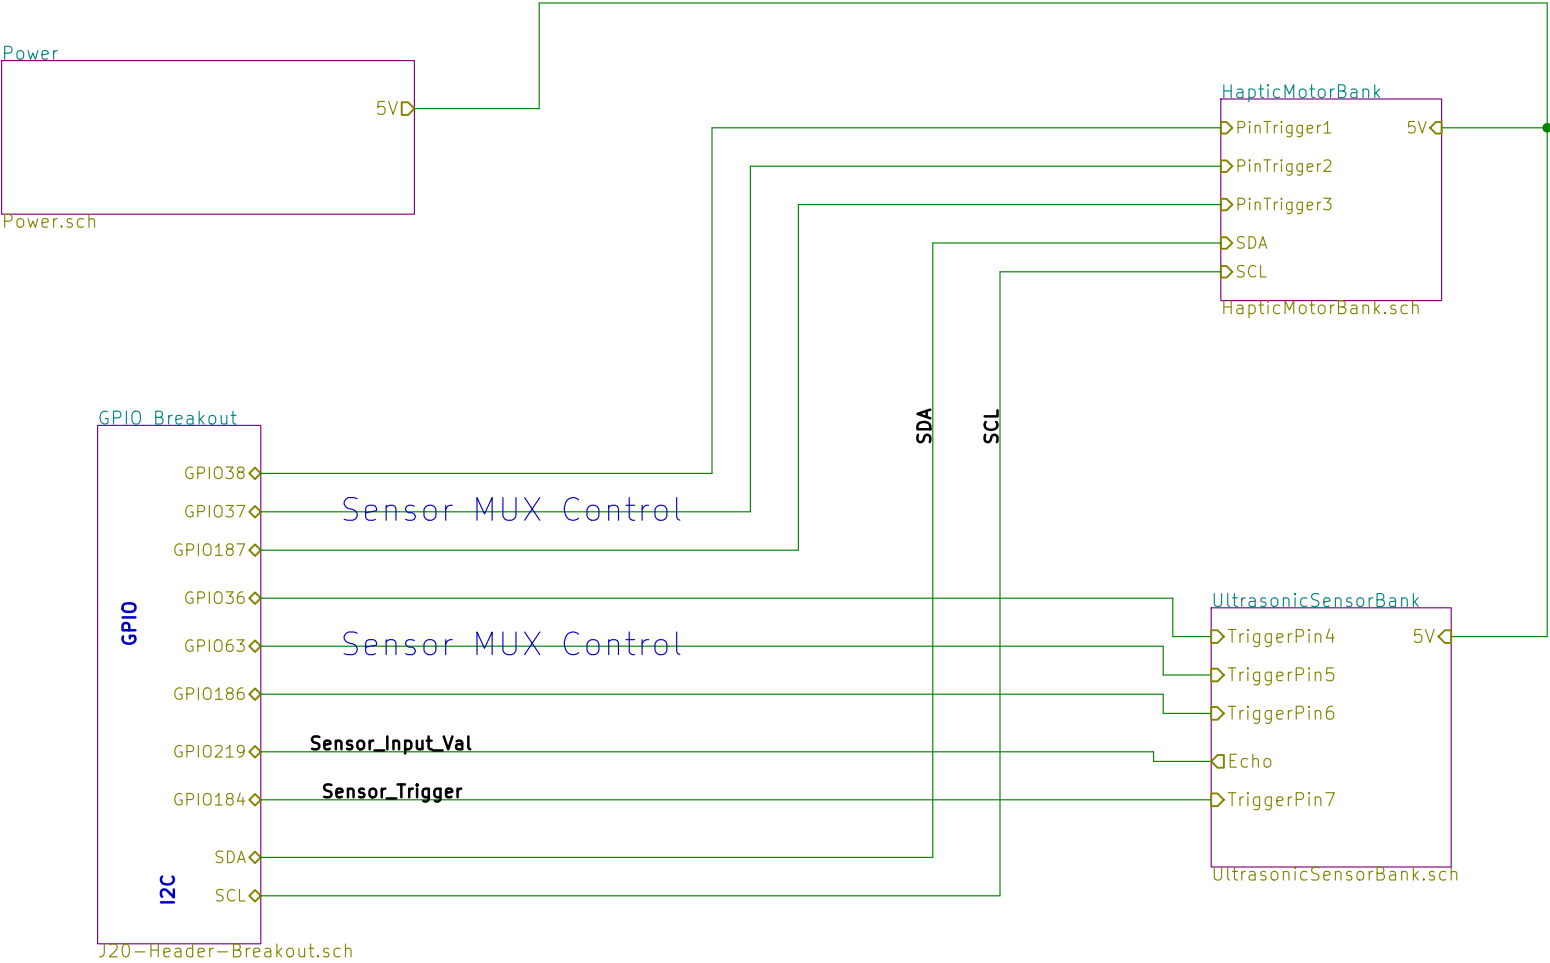 Power
5V
Power.sch
HapticMotorBank
PinTrigger1
5V
PinTrigger2
PinTrigger3
SDA
SCL
HapticMotorBank.sch
SDA
SCL
GPIO Breakout
GPIO38
Sensor MUX Control
GPIO37
GPIO187
GPIO36
GPIO
Sensor MUX Control
GPIO63
GPIO186
Sensor_Input_Val
GPIO219
Sensor_Trigger
GPIO184
SDA
I2C
SCL
J20-Header-Breakout.sch
UltrasonicSensorBank
TriggerPin4
5V
TriggerPin5
TriggerPin6
Echo
TriggerPin7
UltrasonicSensorBank.sch